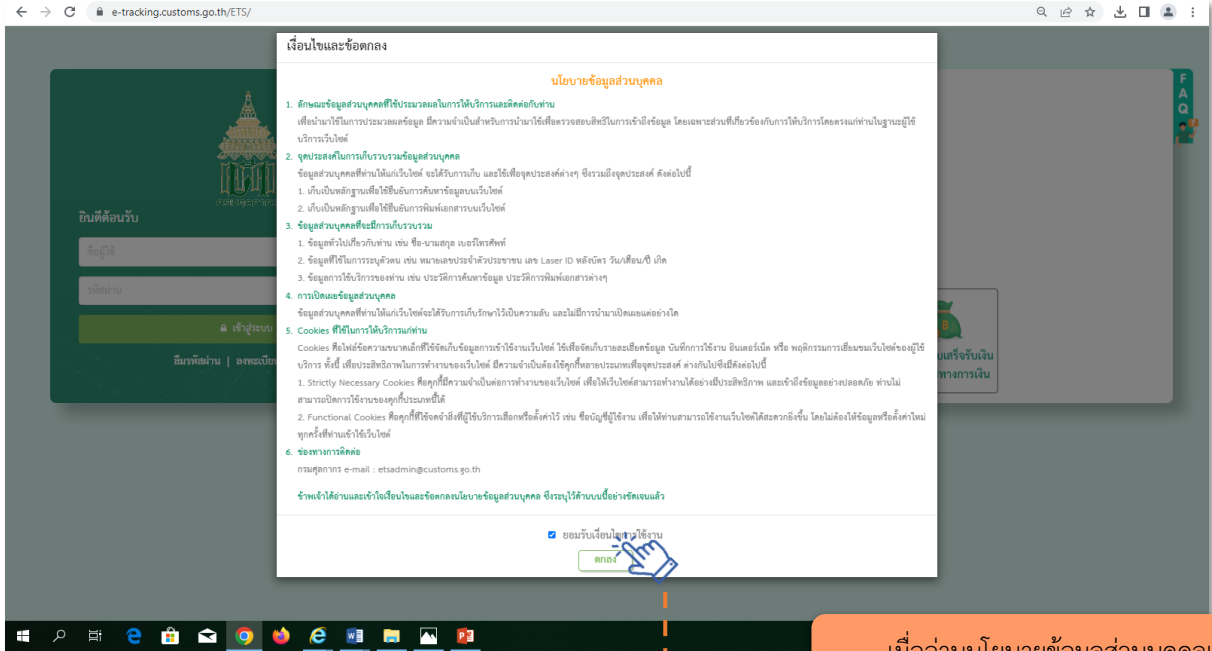 e-tracking.customs.go.th/ETS/
เงื่อนไขและข้อตกลง
นโยบายข้อมูลส่วนบุคคล
1. ลักษณะข้อมูลส่วนบุคคลที่ใช้ประมวลผลในการให้บริการและติดต่อกับท่าน
เพื่อนำมาใช้ในการประมวลผลข้อมูล มีความจำเป็นสำหรับการนำมาใช้เพื่อตรวจสอบสิทธิในการเข้าถึงข้อมูล โดยเฉพาะส่วนที่เกี่ยวข้องกับการให้บริการโดยตรงแก่ท่านในฐานะผู้ใช้
บริการเว็บไซต์
2. จุดประสงค์ในการเก็บรวบรวมข้อมูลส่วนบุคคล
ข้อมูลส่วนบุคคลที่ท่านให้แก่เว็บไซต์ จะได้รับการเก็บ และใช้เพื่อจุดประสงค์ต่างๆ ซึ่งรวมถึงจุดประสงค์ ดังต่อไปนี้
1. เก็บเป็นหลักฐานเพื่อใช้ยืนยันการค้นหาข้อมูลบนเว็บไซต์
2. เก็บเป็นหลักฐานเพื่อใช้ยืนยันการพิมพ์เอกสารบนเว็บไซต์
3. ข้อมูลส่วนบุคคลที่จะมีการเก็บรวบรวม
1. ข้อมูลทั่วไปเกี่ยวกับท่าน เช่น ชื่อ-นามสกุล เบอร์โทรศัพท์
2. ข้อมูลที่ใช้ในการระบุตัวตน เช่น หมายเลขประจำตัวประชาชน เลข Laser ID หลังบัตร วัน/เดือน/ปี เกิด
3. ข้อมูลการใช้บริการของท่าน เช่น ประวัติการค้นหาข้อมูล ประวัติการพิมพ์เอกสารต่างๆ
4. การเปิดเผยข้อมูลส่วนบุคคล
ข้อมูลส่วนบุคคลที่ท่านให้แก่เว็บไซต์จะได้รับการเก็บรักษาไว้เป็นความลับ และไม่มีการนำมาเปิดเผยแต่อย่างใด
5. Cookies ที่ใช้ในการให้บริการแก่ท่าน
Cookies คือไฟล์ข้อความขนาดเล็กที่ใช้จัดเก็บข้อมูลการเข้าใช้งานเว็บไซต์ ใช้เพื่อจัดเก็บรายละเอียดข้อมูล บันทึกการใช้งาน อินเตอร์เน็ต หรือ พฤติกรรมการเยี่ยมชมเว็บไซต์ของผู้ใช้
บริการ ทั้งนี้ เพื่อประสิทธิภาพในการทำงานของเว็บไซต์ มีความจำเป็นต้องใช้คุกกี้หลายประเภทเพื่อจุดประสงค์ ต่างกันไปซึ่งมีดังต่อไปนี้
1. Strictly Necessary Cookies คือคุกกี้มีความจำเป็นต่อการทำงานของเว็บไซต์ เพื่อให้เว็บไซต์สามารถทำงานได้อย่างมีประสิทธิภาพ และเข้าถึงข้อมูลอย่างปลอดภัย ท่านไม่
สามารถปิดการใช้งานของคุกกี้ประเภทนี้ได้
2. Functional Cookies คือคุกกี้ที่ใช้จดจำสิ่งที่ผู้ใช้บริการเลือกหรือตั้งค่าไว้ เช่น ชื่อบัญชีผู้ใช้งาน เพื่อให้ท่านสามารถใช้งานเว็บไซต์ได้สะดวกยิ่งขึ้น โดยไม่ต้องให้ข้อมูลหรือตั้งค่าใหม่
ทุกครั้งที่ท่านเข้าใช้เว็บไซต์
6. ช่องทางการติดต่อ
กรมศุลกากร e-mail : etsadmin@customs.go.th
ข้าพเจ้าได้อ่านและเข้าใจเงื่อนไขและข้อตกลงนโยบายข้อมูลส่วนบุคคล ซึ่งระบุไว้ด้านบนนี้อย่างชัดเจนแล้ว
ยอมรับเงื่อนไขการใช้งาน
ตกลง
ยินดีต้อนรับ
ชื่อผู้ใช้
รหัสผ่าน
เข้าสู่ระบบ
ลืมรหัสผ่าน | ลงทะเบียน
FAQ
บเสร็จรับเงิน
ทางการเงิน
เมื่ออ่านนโยบายข้อมูลส่วนบุคคล